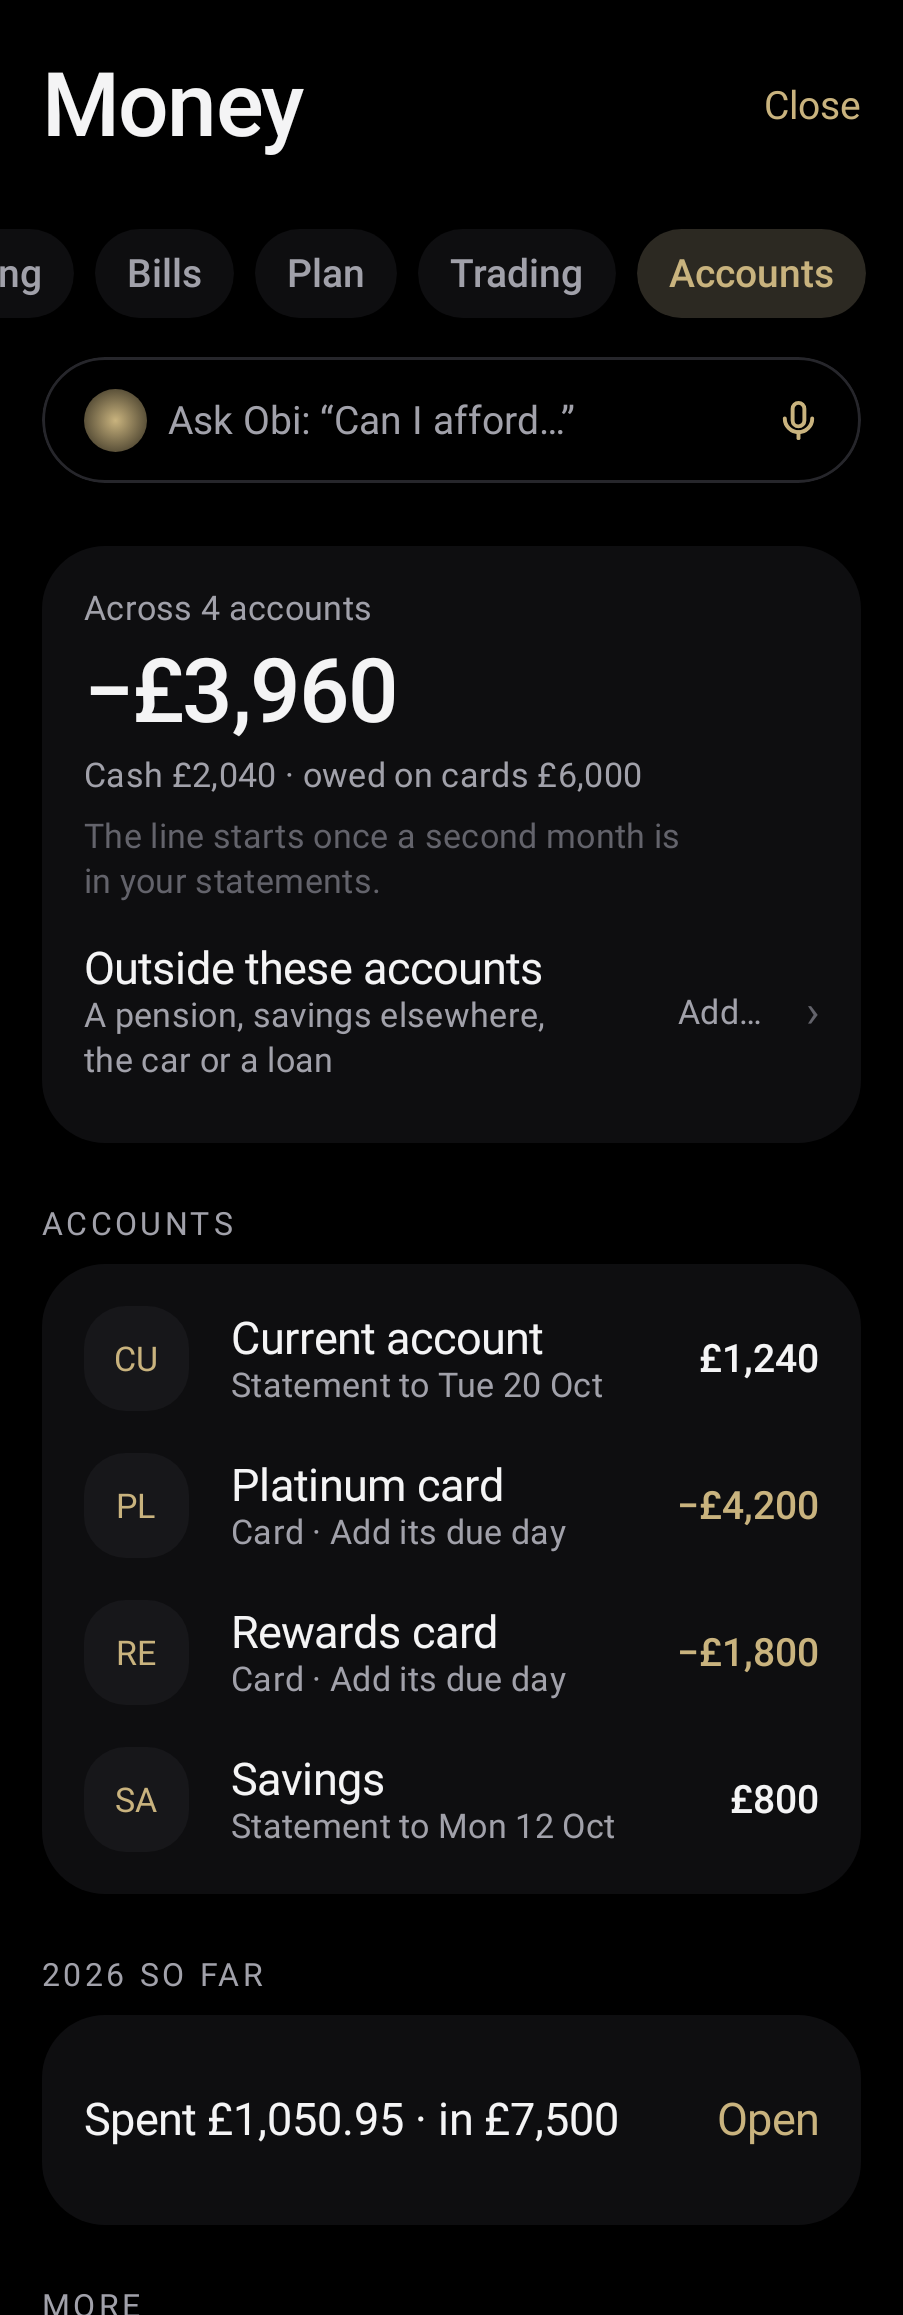 Money
Close
ng
Bills
Plan
Trading
Accounts
Ask Obi: “Can I afford...”
Across 4 accounts
−£3,960
Cash £2,040 · owed on cards £6,000
The line starts once a second month is
in your statements.
Outside these accounts
A pension, savings elsewhere,
the car or a loan
Add... ›
ACCOUNTS
CU
Current account
Statement to Tue 20 Oct
£1,240
PL
Platinum card
Card · Add its due day
−£4,200
RE
Rewards card
Card · Add its due day
−£1,800
SA
Savings
Statement to Mon 12 Oct
£800
2026 SO FAR
Spent £1,050.95 · in £7,500
Open
MORE